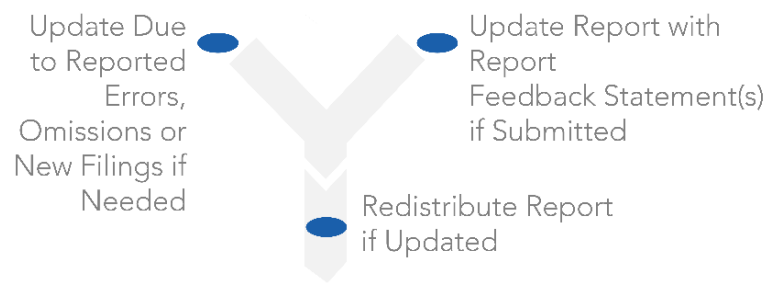 Update Due
to Reported
Errors,
Omissions or
New Filings if
Needed
Update Report with
Report
Feedback Statement(s)
if Submitted
Redistribute Report
if Updated